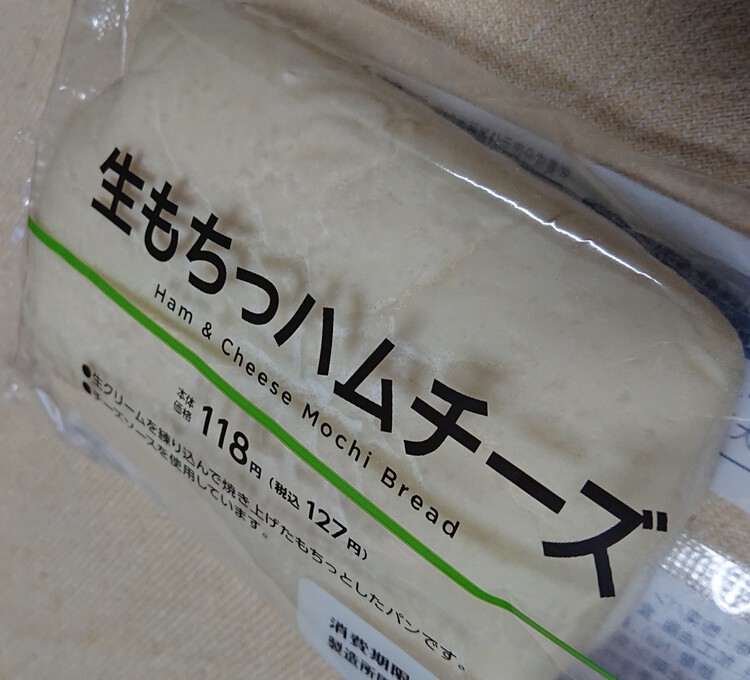 生もちっハムチーズ
Ham & Cheese Mochi Bread
本体
価格
118円(税込127円)
●生クリームを練り込んで焼き上げたもちっとしたパンです。
●チーズソースを使用しています。
消費期限
製造所固